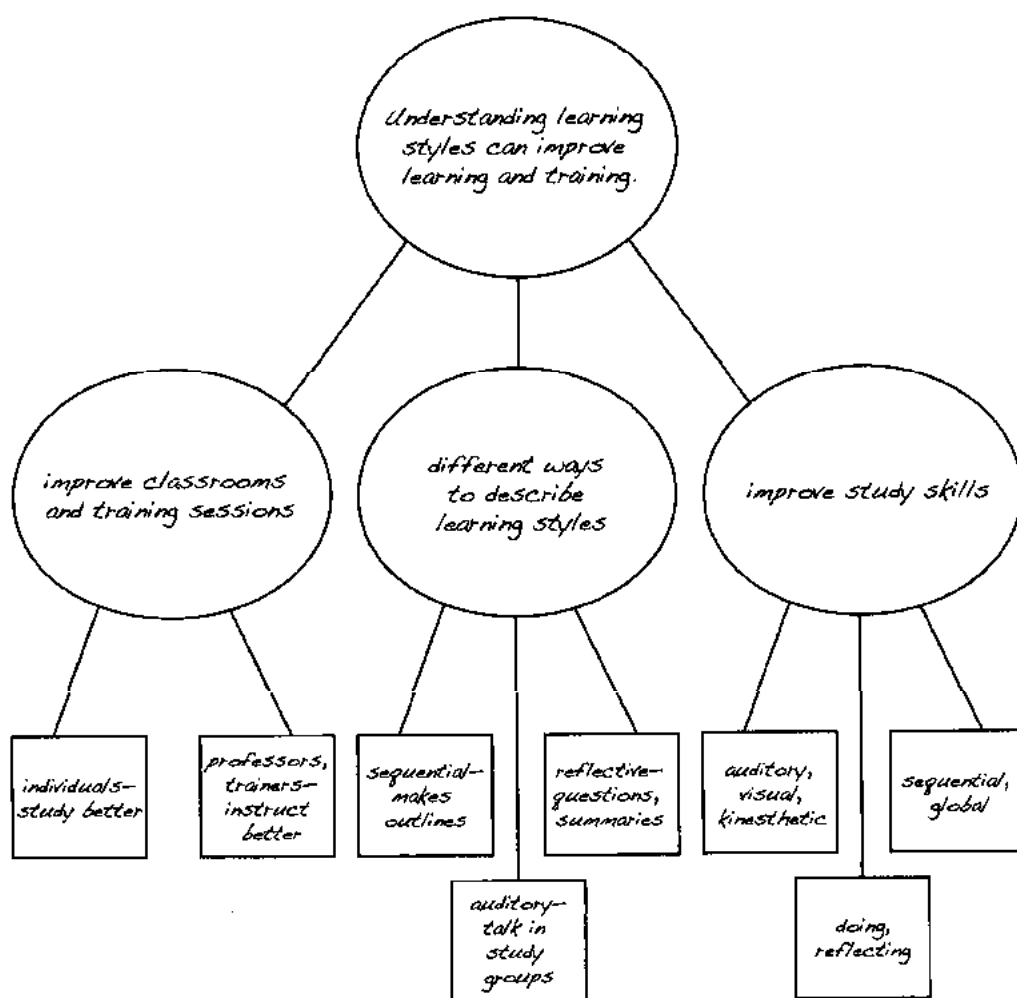 Understanding learning
styles can improve
learning and training.
improve classrooms
and training sessions
different ways
to describe
learning styles
improve study skills
individuals—
study better
professors,
trainers—
instruct
better
sequential—
makes
outlines
reflective—
questions,
summaries
auditory,
visual,
kinesthetic
sequential,
global
auditory—
talk in
study
groups
doing,
reflecting